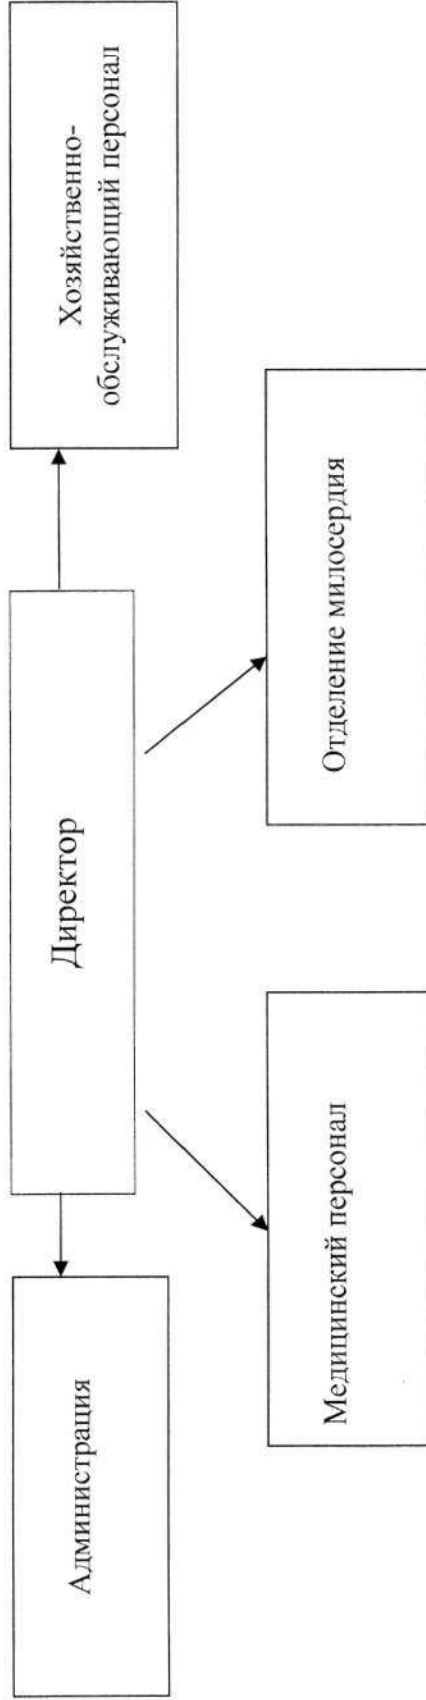 Администрация
Директор
Хозяйственно-
обслуживающий персонал
Медицинский персонал
Отделение милосердия